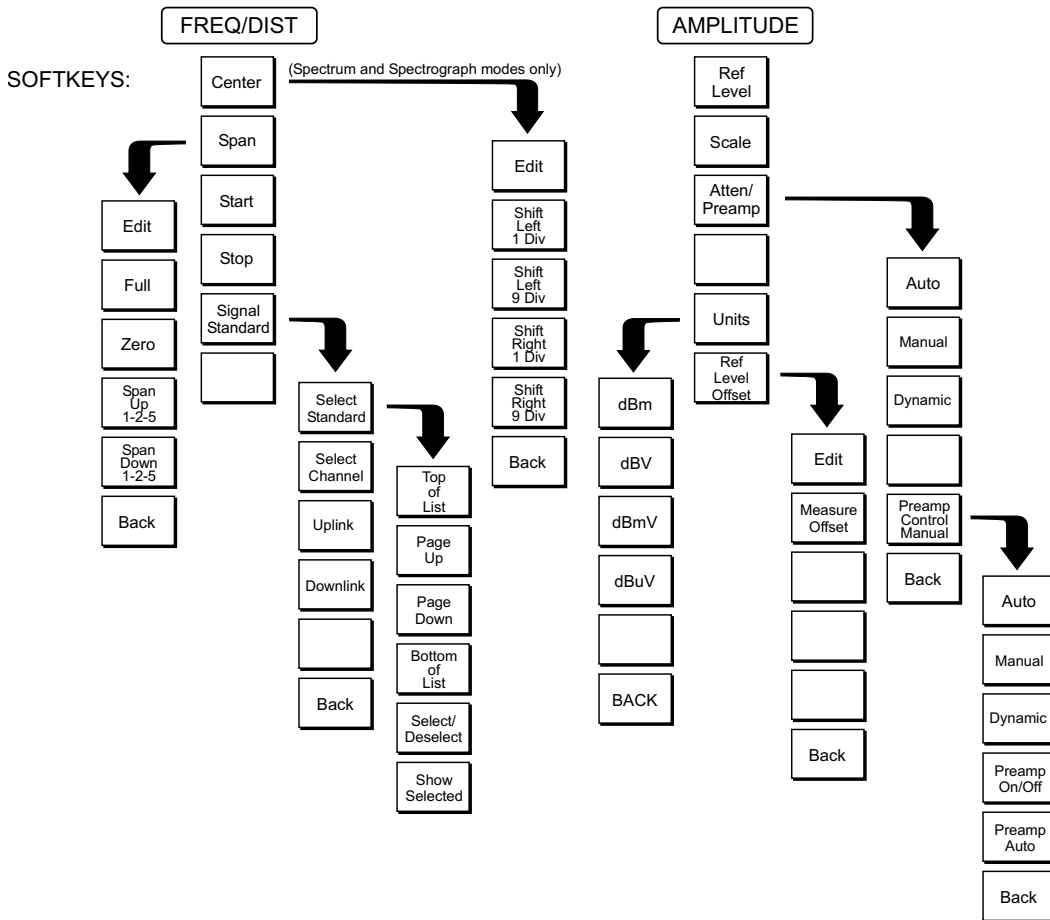 FREQ/DIST
AMPLITUDE
SOFTKEYS:
(Spectrum and Spectrograph modes only)
Center
Span
Start
Stop
Signal
Standard
Edit
Full
Zero
Span
Up
1-2-5
Span
Down
1-2-5
Back
Select
Standard
Select
Channel
Uplink
Downlink
Back
Top
of
List
Page
Up
Page
Down
Bottom
of
List
Select/
Deselect
Show
Selected
Edit
Shift
Left
1 Div
Shift
Left
9 Div
Shift
Right
1 Div
Shift
Right
9 Div
Back
Ref
Level
Scale
Atten/
Preamp
Units
Ref
Level
Offset
dBm
dBV
dBmV
dBuV
BACK
Edit
Measure
Offset
Back
Auto
Manual
Dynamic
Preamp
Control
Manual
Back
Auto
Manual
Dynamic
Preamp
On/Off
Preamp
Auto
Back